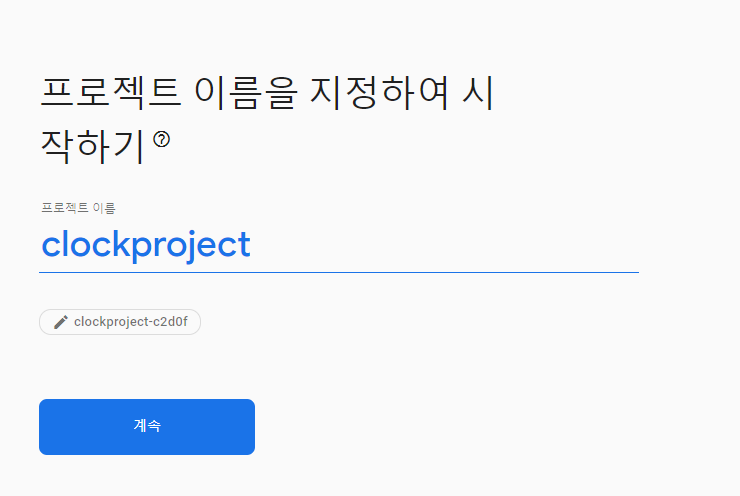 프로젝트 이름을 지정하여 시
작하기
프로젝트 이름
clockproject
clockproject-c2d0f
계속